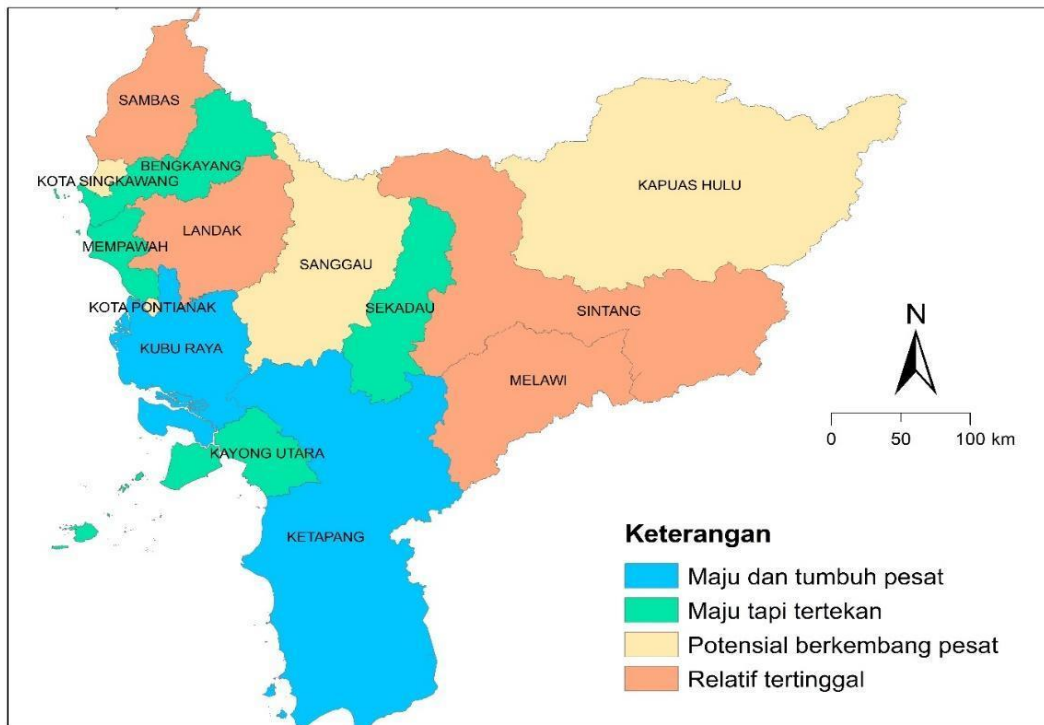 SAMBAS
BENGKAYANG
KOTA SINGKAWANG
KAPUAS HULU
LANDAK
MEMPAWAH
SANGGAU
KOTA PONTIANAK
SEKADAU
SINTANG
KUBU RAYA
MELAWI
KAYONG UTARA
KETAPANG
N
0 50 100 km
Keterangan
Maju dan tumbuh pesat
Maju tapi tertekan
Potensial berkembang pesat
Relatif tertinggal